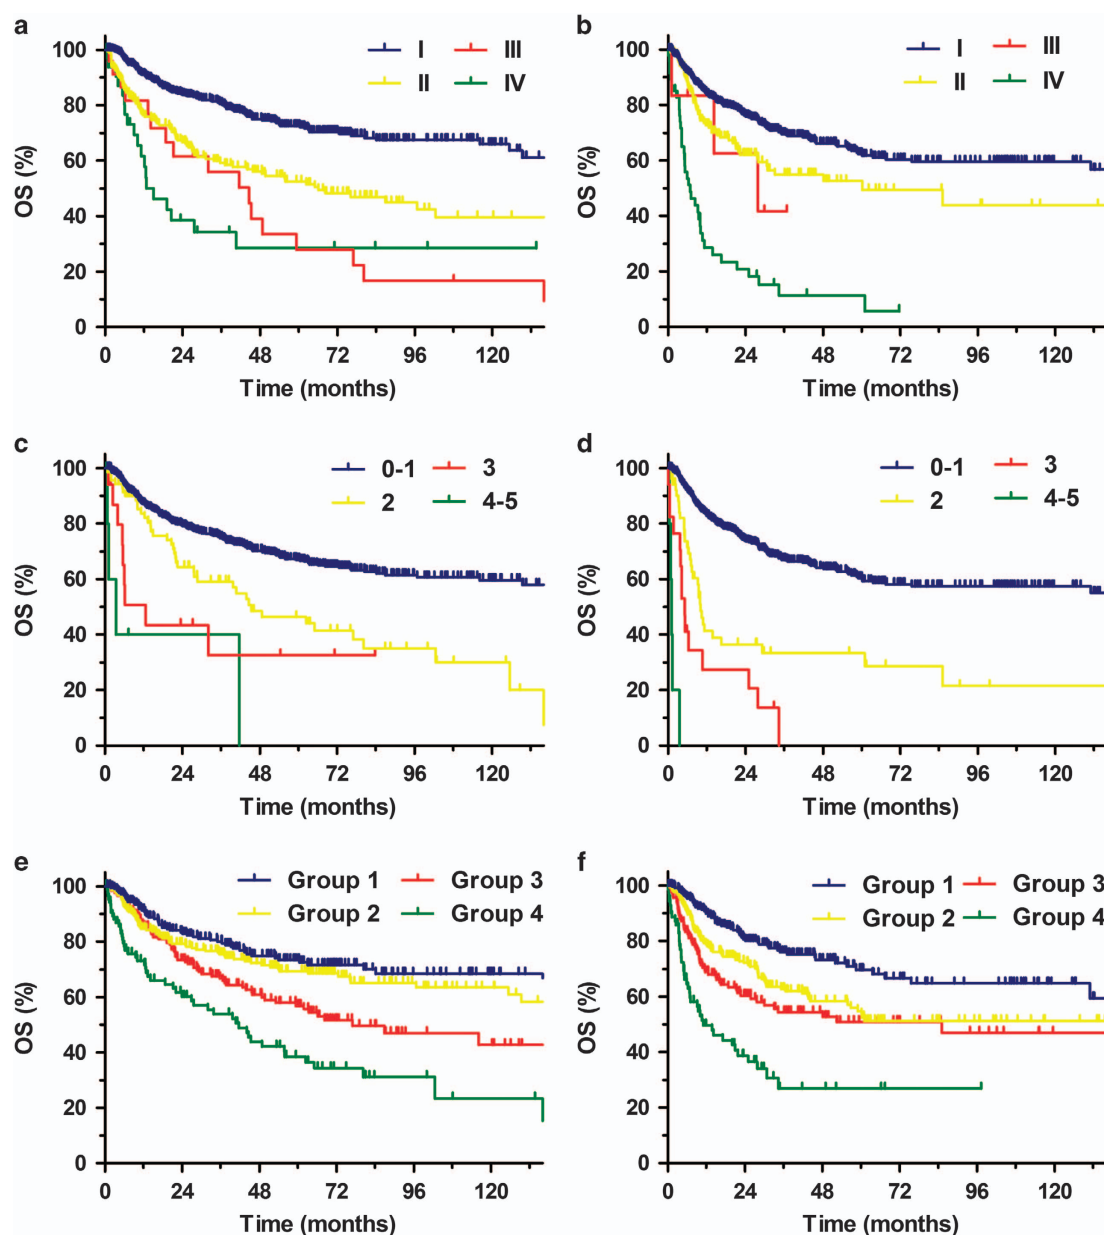 a
I III
II IV
100
80
60
40
20
0
OS (%)
0 24 48 72 96 120
Time (months)
b
I III
II IV
100
80
60
40
20
0
OS (%)
0 24 48 72 96 120
Time (months)
c
0-1 3
2 4-5
100
80
60
40
20
0
OS (%)
0 24 48 72 96 120
Time (months)
d
0-1 3
2 4-5
100
80
60
40
20
0
OS (%)
0 24 48 72 96 120
Time (months)
e
Group 1 Group 3
Group 2 Group 4
100
80
60
40
20
0
OS (%)
0 24 48 72 96 120
Time (months)
f
Group 1 Group 3
Group 2 Group 4
100
80
60
40
20
0
OS (%)
0 24 48 72 96 120
Time (months)